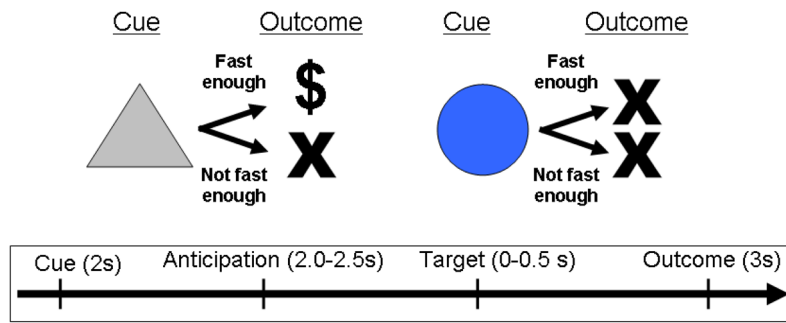 Cue Outcome Cue Outcome
Fast
enough
$
X
Not fast
enough
Fast
enough
X
X
Not fast
enough
Cue (2s) Anticipation (2.0-2.5s) Target (0-0.5 s) Outcome (3s)